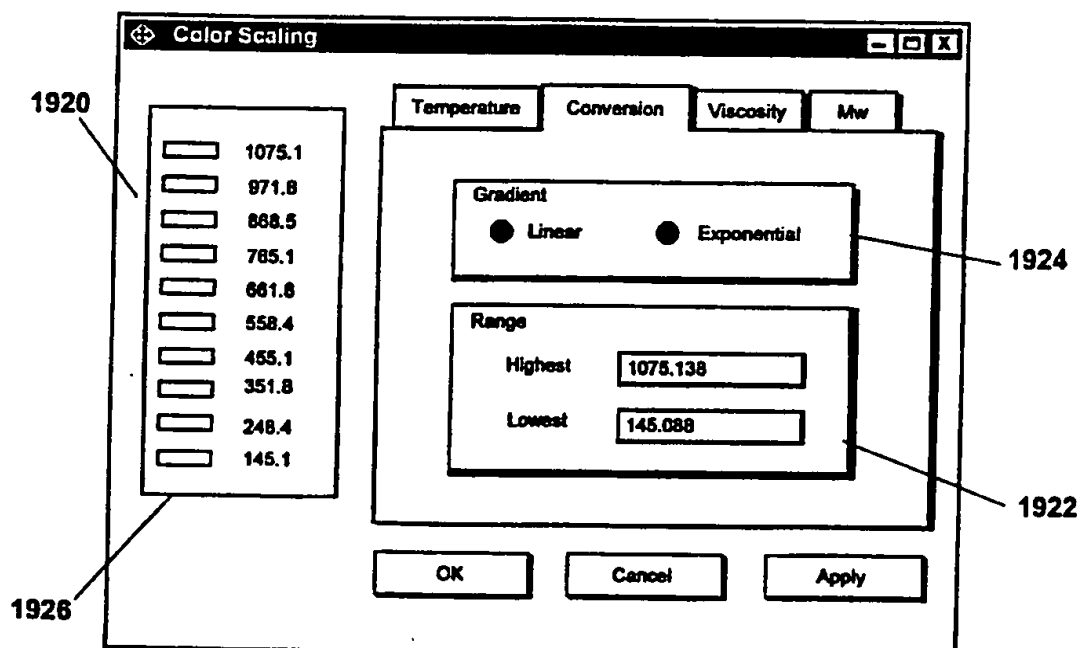 Color Scaling
1920
Temperature Conversion Viscosity Mw
1075.1
971.8
868.5
765.1
661.8
558.4
455.1
351.8
248.4
145.1
Gradient
Linear Exponential
1924
Range
Highest 1075.138
Lowest 145.088
1922
OK Cancel Apply
1926